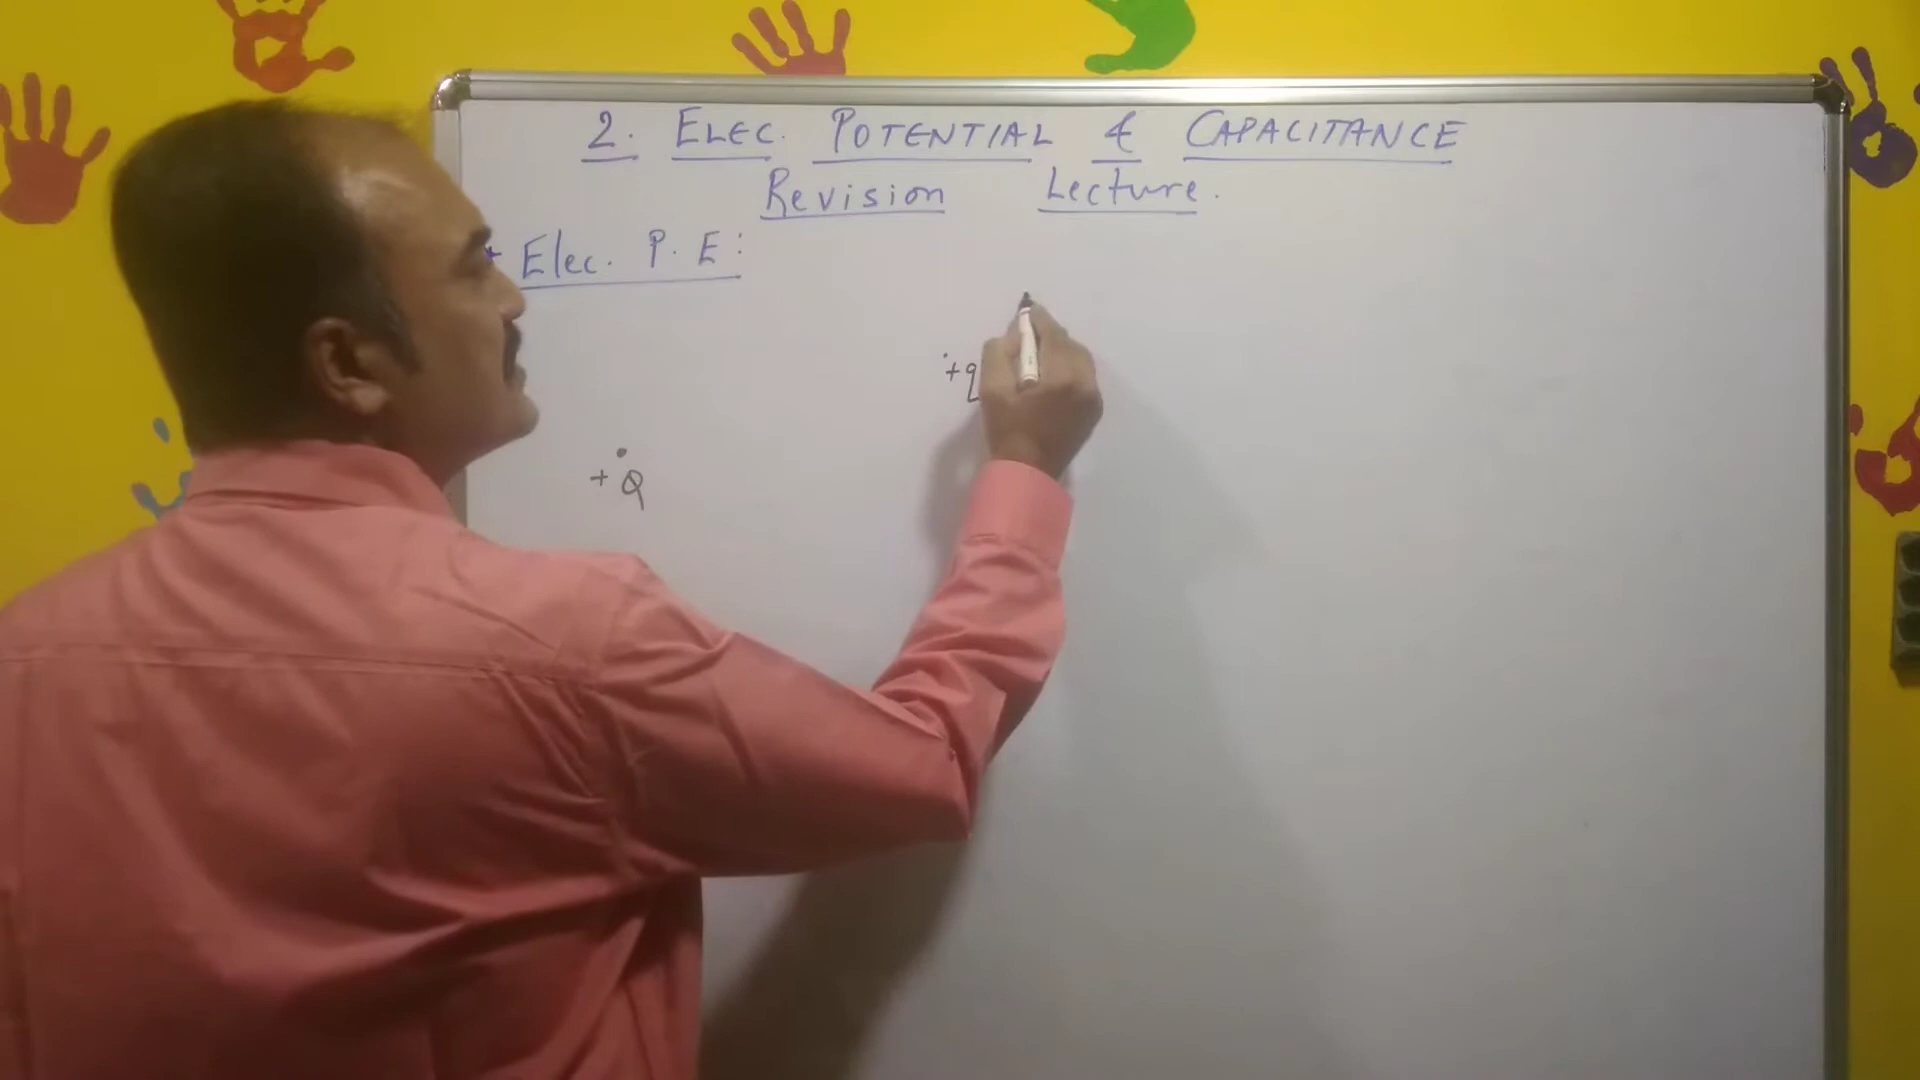 2. ELEC. POTENTIAL & CAPACITANCE
Revision Lecture.
* Elec. P.E:
+q
+Q